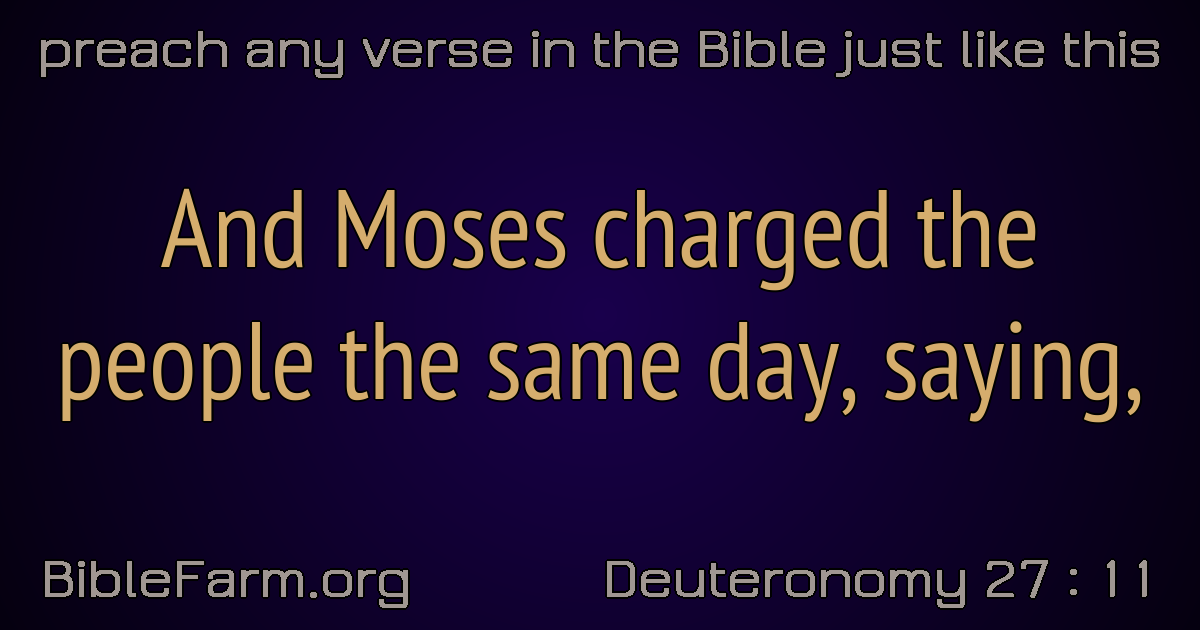 preach any verse in the Bible just like this
And Moses charged the
people the same day, saying,
BibleFarm.org
Deuteronomy 27 : 11